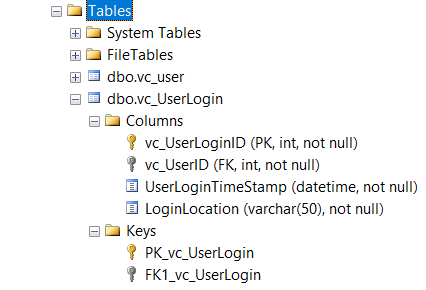 Tables
System Tables
FileTables
dbo.vc_user
dbo.vc_UserLogin
Columns
vc_UserLoginID (PK, int, not null)
vc_UserID (FK, int, not null)
UserLoginTimeStamp (datetime, not null)
LoginLocation (varchar(50), not null)
Keys
PK_vc_UserLogin
FK1_vc_UserLogin